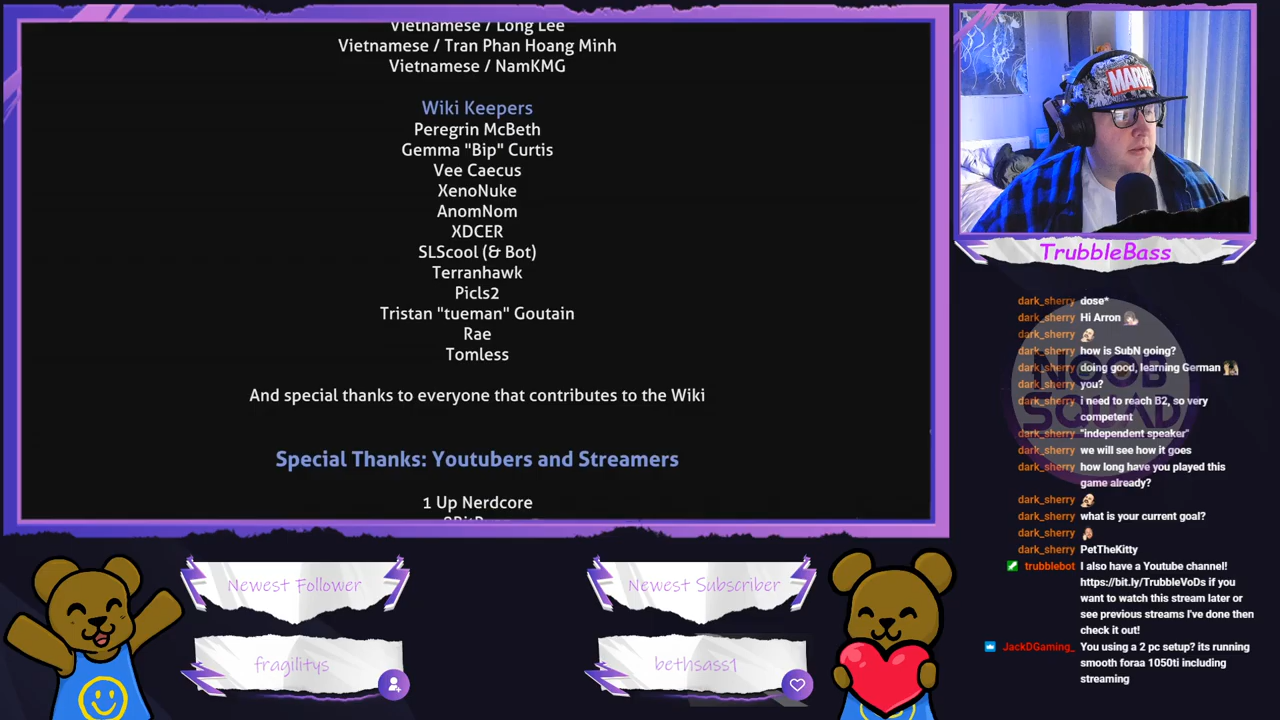 Vietnamese / Long Lee
Vietnamese / Tran Phan Hoang Minh
Vietnamese / NamKMG
Wiki Keepers
Peregrin McBeth
Gemma "Bip" Curtis
Vee Caecus
XenoNuke
AnomNom
XDCER
SLScool (& Bot)
Terranhawk
Picls2
Tristan "tueman" Goutain
Rae
Tomless
And special thanks to everyone that contributes to the Wiki
Special Thanks: Youtubers and Streamers
1 Up Nerdcore
MARVEL
TrubbleBass
dark_sherry dose*
dark_sherry Hi Arron
dark_sherry
dark_sherry how is SubN going?
dark_sherry doing good, learning German
dark_sherry you?
dark_sherry i need to reach B2, so very
competent
dark_sherry "independent speaker"
dark_sherry we will see how it goes
dark_sherry how long have you played this
game already?
dark_sherry
dark_sherry what is your current goal?
dark_sherry
dark_sherry PetTheKitty
trubblebot I also have a Youtube channel!
https://bit.ly/TrubbleVoDs if you
want to watch this stream later or
see previous streams I've done then
check it out!
JackDGaming_ You using a 2 pc setup? its running
smooth foraa 1050ti including
streaming
NOOB
SQUAD
Newest Follower
fragilitys
Newest Subscriber
bethsass1